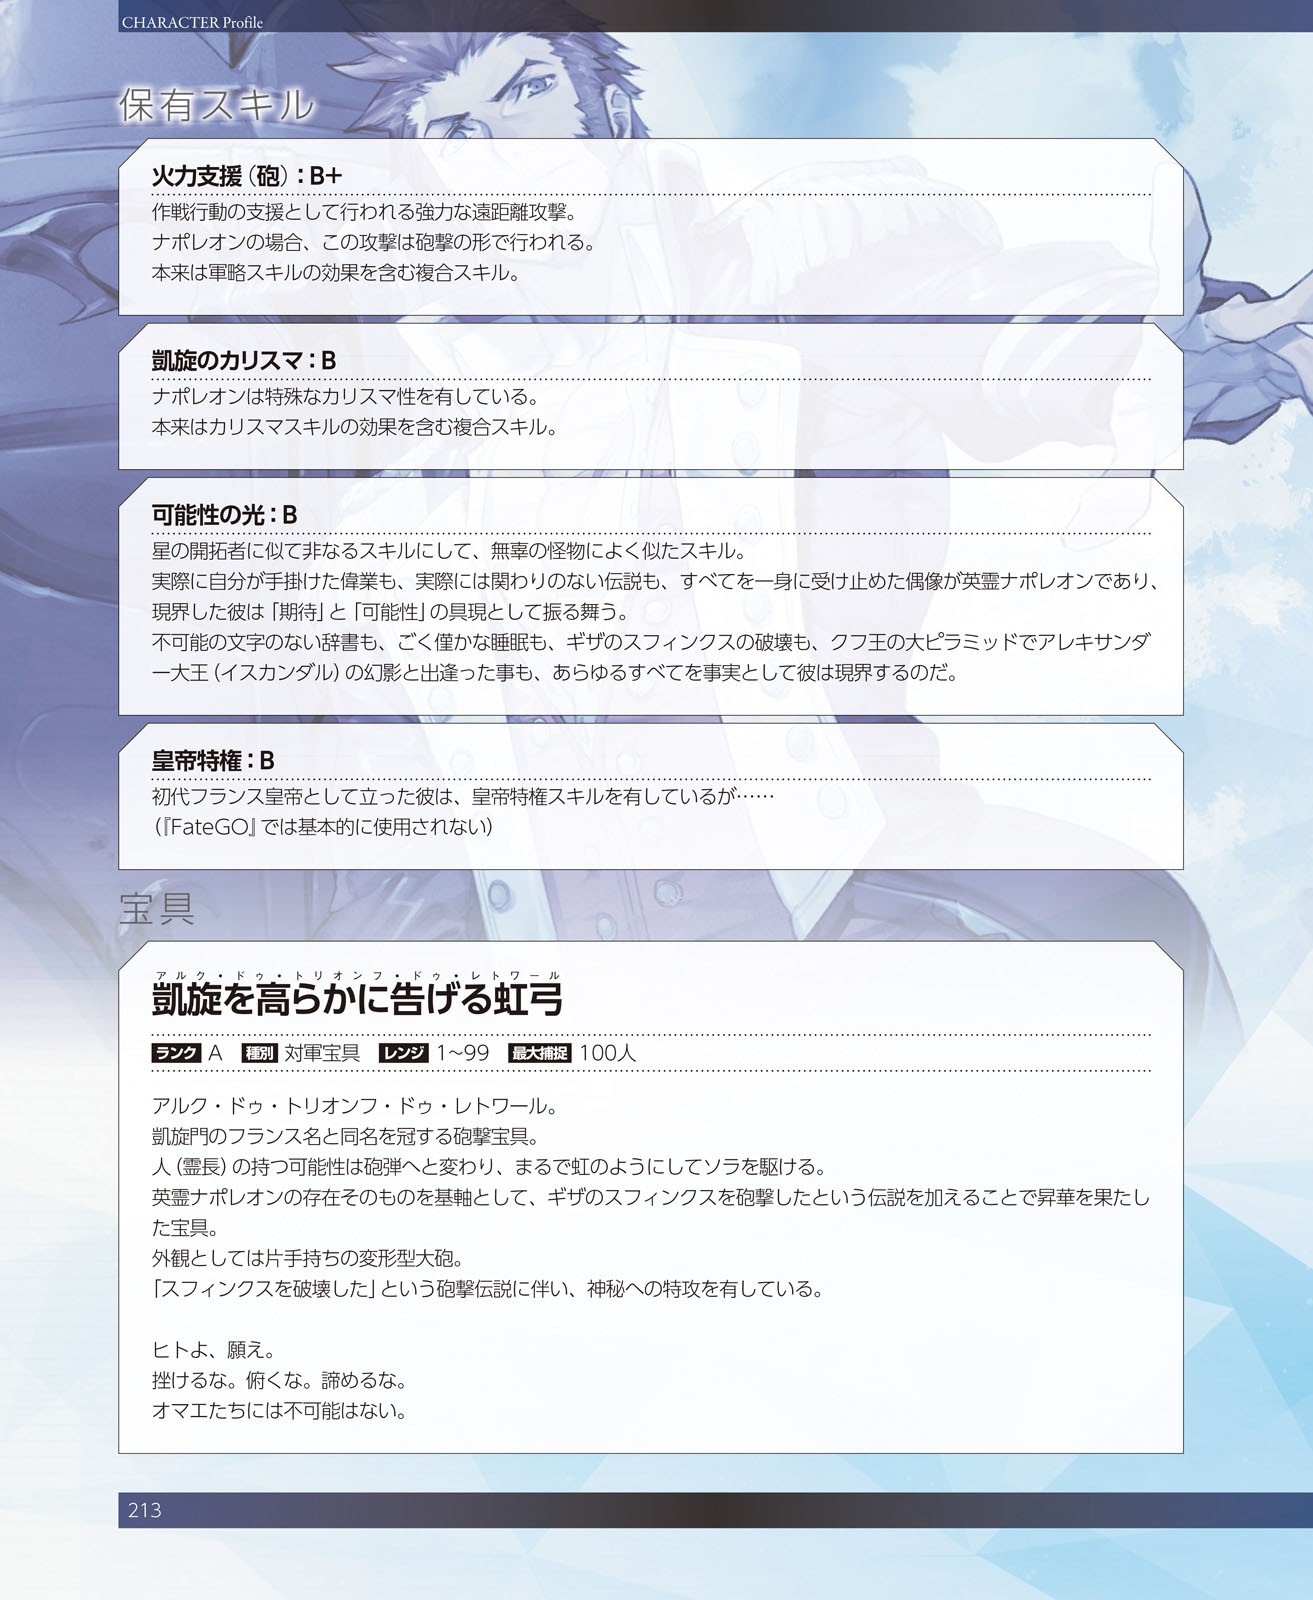 CHARACTER Profile
保有スキル
火力支援（砲）：B＋
作戦行動の支援として行われる強力な遠距離攻撃。
ナポレオンの場合、この攻撃は砲撃の形で行われる。
本来は軍略スキルの効果を含む複合スキル。
凱旋のカリスマ：B
ナポレオンは特殊なカリスマ性を有している。
本来はカリスマスキルの効果を含む複合スキル。
可能性の光：B
星の開拓者に似て非なるスキルにして、無辜の怪物によく似たスキル。
実際に自分が手掛けた偉業も、実際には関わりのない伝説も、すべてを一身に受け止めた偶像が英霊ナポレオンであり、
現界した彼は「期待」と「可能性」の具現として振る舞う。
不可能の文字のない辞書も、ごく僅かな睡眠も、ギザのスフィンクスの破壊も、クフ王の大ピラミッドでアレキサンダ
ー大王（イスカンダル）の幻影と出逢った事も、あらゆるすべてを事実として彼は現界するのだ。
皇帝特権：B
初代フランス皇帝として立った彼は、皇帝特権スキルを有しているが……
（『FateGO』では基本的に使用されない）
宝具
アルク・ドゥ・トリオンフ・ドゥ・レトワール
凱旋を高らかに告げる虹弓
ランク A 種別 対軍宝具 レンジ 1～99 最大捕捉 100人
アルク・ドゥ・トリオンフ・ドゥ・レトワール。
凱旋門のフランス名と同名を冠する砲撃宝具。
人（霊長）の持つ可能性は砲弾へと変わり、まるで虹のようにしてソラを駆ける。
英霊ナポレオンの存在そのものを基軸として、ギザのスフィンクスを砲撃したという伝説を加えることで昇華を果たし
た宝具。
外観としては片手持ちの変形型大砲。
「スフィンクスを破壊した」という砲撃伝説に伴い、神秘への特攻を有している。
ヒトよ、願え。
挫けるな。俯くな。諦めるな。
オマエたちには不可能はない。
213